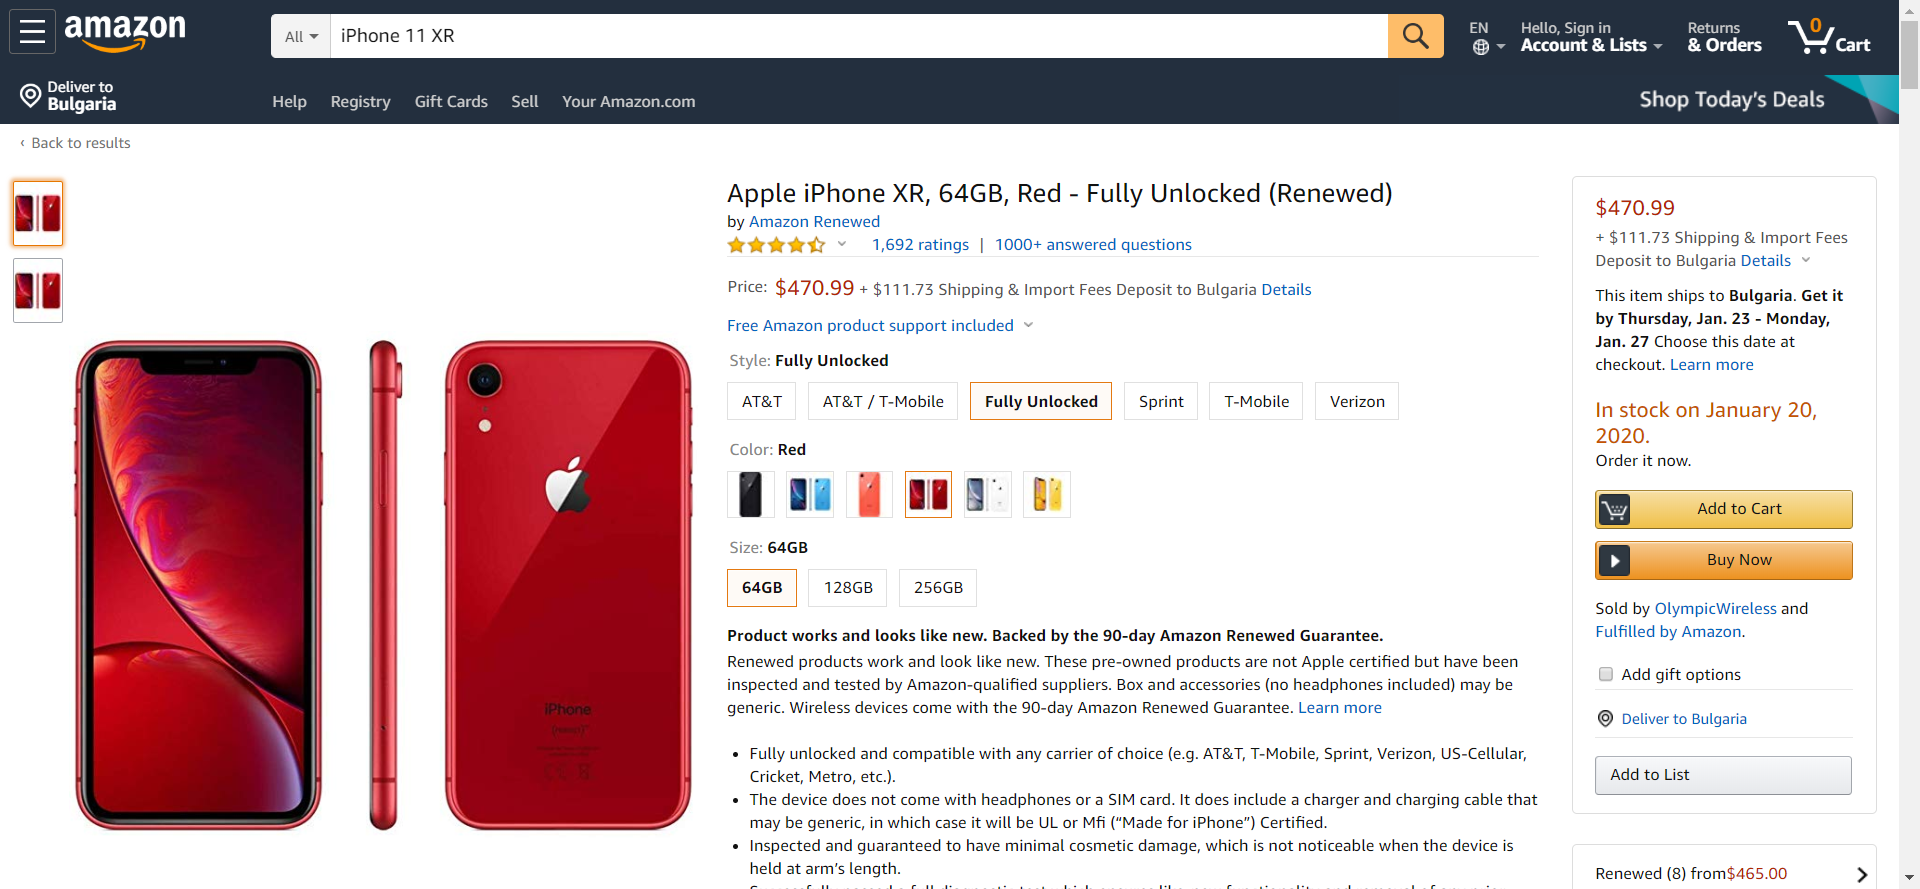 amazon
All
iPhone 11 XR
EN
Hello, Sign in
Account & Lists
Returns
& Orders
0
Cart
Deliver to
Bulgaria
Help
Registry
Gift Cards
Sell
Your Amazon.com
Shop Today's Deals
‹ Back to results
Apple iPhone XR, 64GB, Red - Fully Unlocked (Renewed)
by Amazon Renewed
1,692 ratings | 1000+ answered questions
Price: $470.99 + $111.73 Shipping & Import Fees Deposit to Bulgaria Details
Free Amazon product support included
Style: Fully Unlocked
AT&T
AT&T / T-Mobile
Fully Unlocked
Sprint
T-Mobile
Verizon
Color: Red
Size: 64GB
64GB
128GB
256GB
Product works and looks like new. Backed by the 90-day Amazon Renewed Guarantee.
Renewed products work and look like new. These pre-owned products are not Apple certified but have been
inspected and tested by Amazon-qualified suppliers. Box and accessories (no headphones included) may be
generic. Wireless devices come with the 90-day Amazon Renewed Guarantee. Learn more
• Fully unlocked and compatible with any carrier of choice (e.g. AT&T, T-Mobile, Sprint, Verizon, US-Cellular,
Cricket, Metro, etc.).
• The device does not come with headphones or a SIM card. It does include a charger and charging cable that
may be generic, in which case it will be UL or Mfi (“Made for iPhone”) Certified.
• Inspected and guaranteed to have minimal cosmetic damage, which is not noticeable when the device is
held at arm’s length.
iPhone
$470.99
+ $111.73 Shipping & Import Fees
Deposit to Bulgaria Details
This item ships to Bulgaria. Get it
by Thursday, Jan. 23 - Monday,
Jan. 27 Choose this date at
checkout. Learn more
In stock on January 20,
2020.
Order it now.
Add to Cart
Buy Now
Sold by OlympicWireless and
Fulfilled by Amazon.
Add gift options
Deliver to Bulgaria
Add to List
Renewed (8) from $465.00